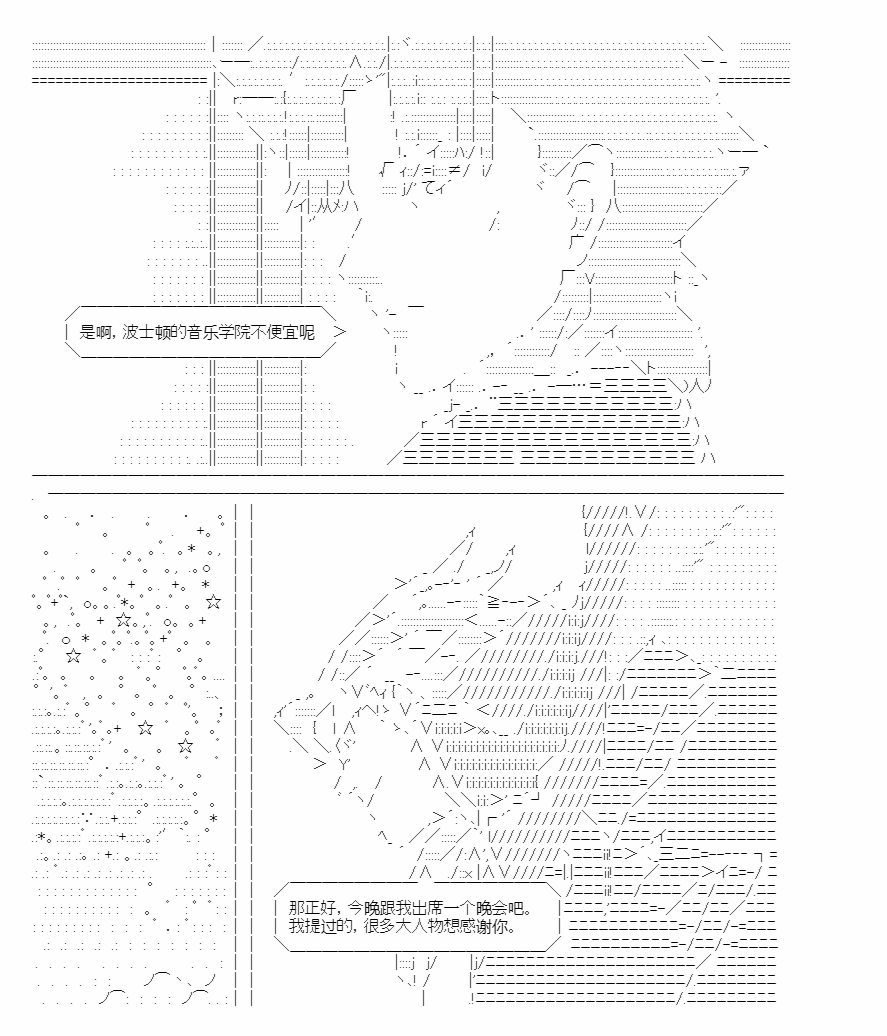 是啊，波士顿的音乐学院不便宜呢
那正好，今晚跟我出席一个晚会吧。
我提过的，很多大人物想感谢你。